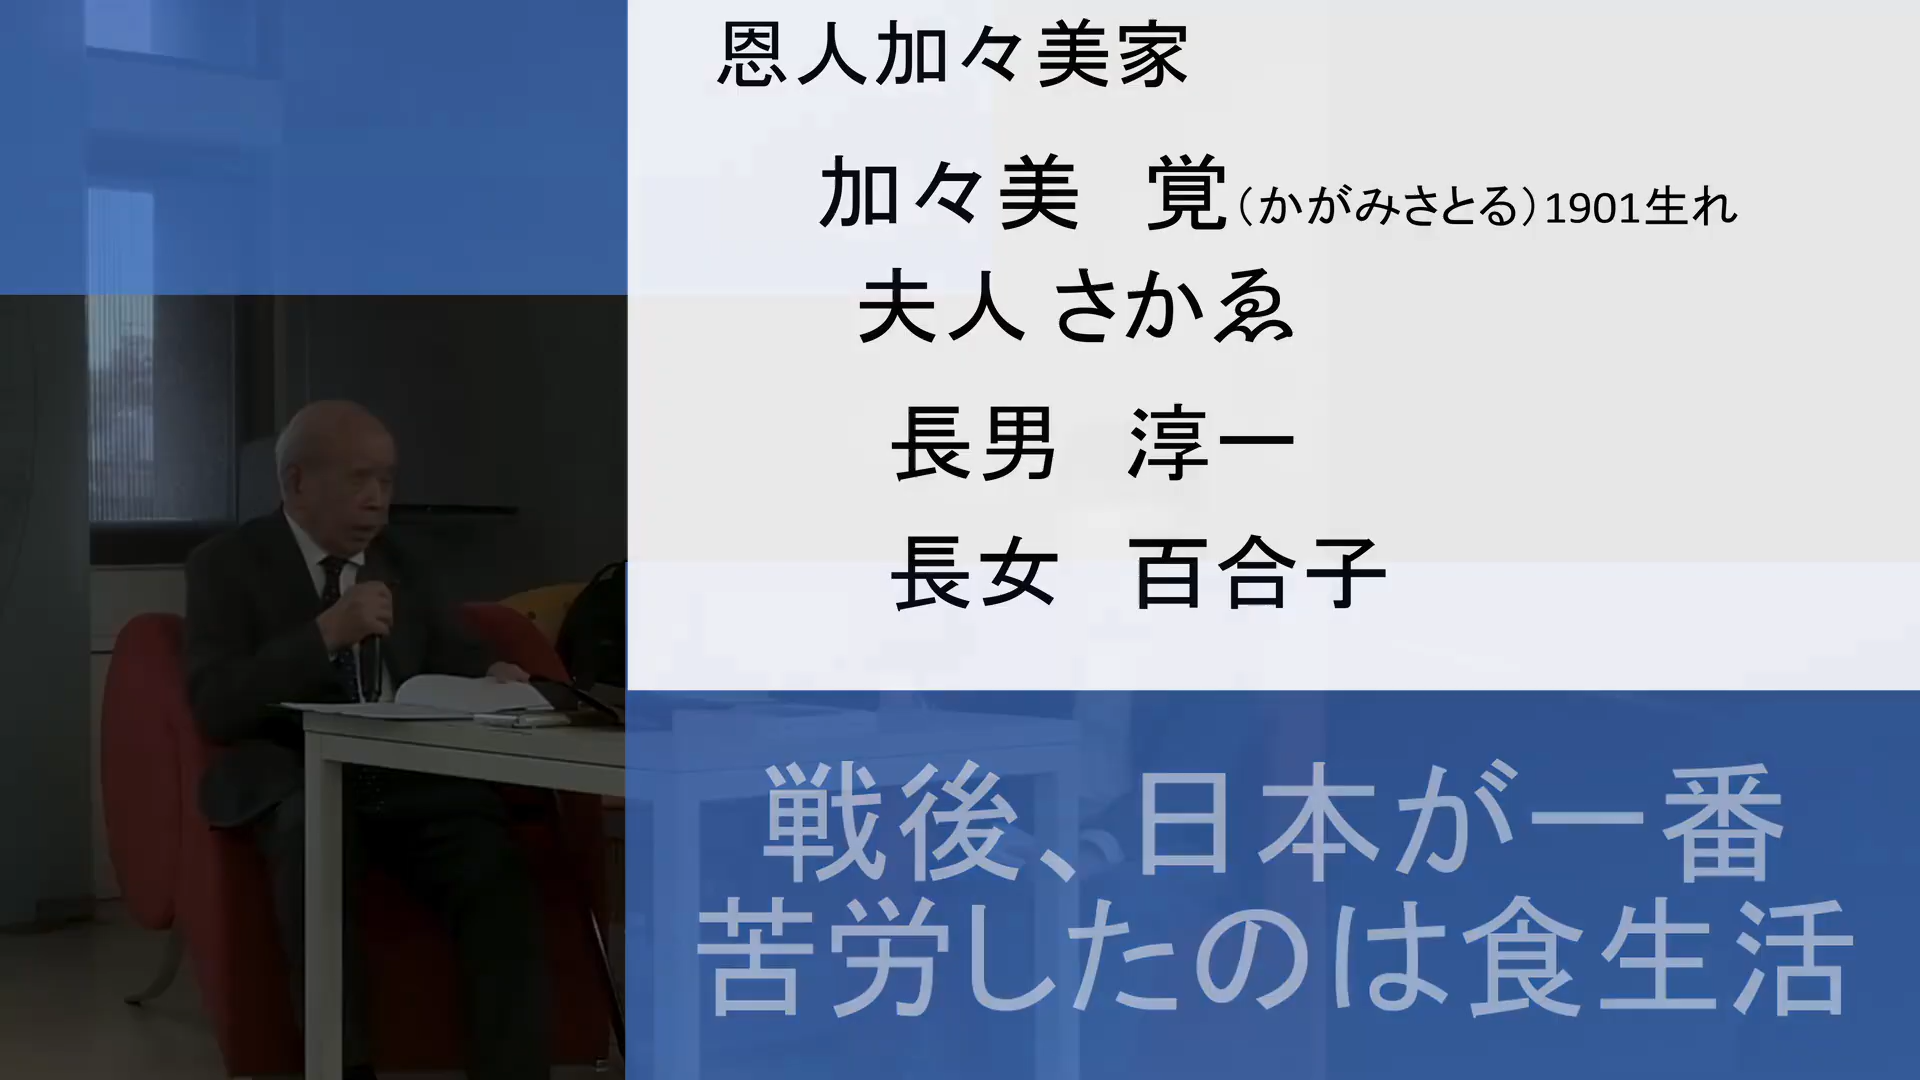 恩人加々美家
加々美　覚（かがみさとる）1901生れ
夫人 さかゑ
長男　淳一
長女　百合子
戦後、日本が一番
苦労したのは食生活